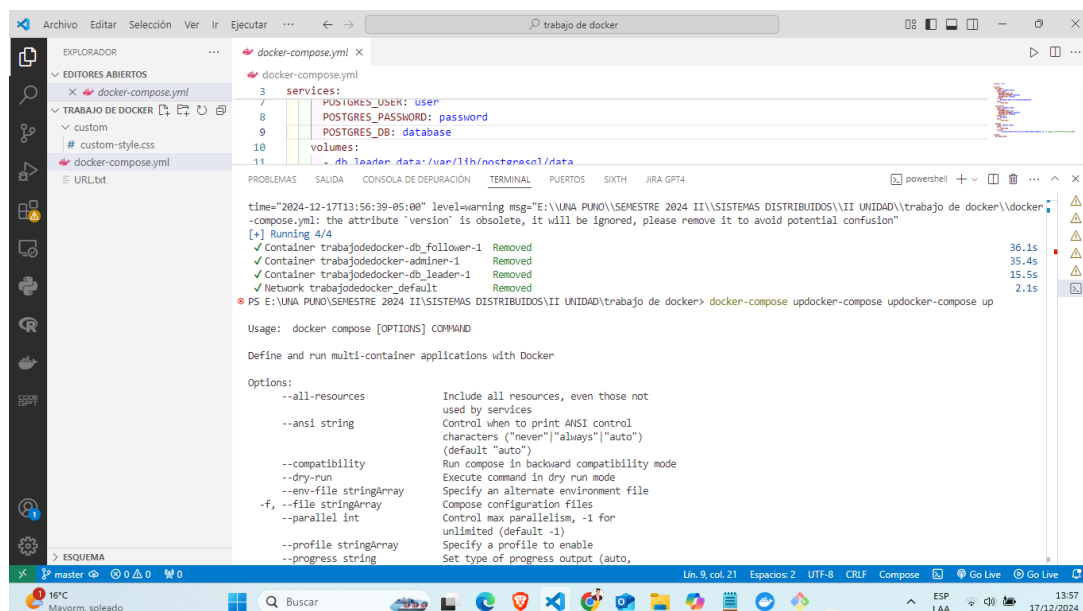 Archivo Editar Selección Ver Ir Ejecutar ··· trabajo de docker
EXPLORADOR ···
EDITORES ABIERTOS
docker-compose.yml
TRABAJO DE DOCKER
custom
# custom-style.css
docker-compose.yml
URL.txt
ESQUEMA
docker-compose.yml
docker-compose.yml
3 services:
7 POSTGRES_USER: user
8 POSTGRES_PASSWORD: password
9 POSTGRES_DB: database
10 volumes:
11 - db_leader_data:/var/lib/postgresql/data
PROBLEMAS SALIDA CONSOLA DE DEPURACIÓN TERMINAL PUERTOS SIXTH JIRA GPT4 powershell
time="2024-12-17T13:56:39-05:00" level=warning msg="E:\\UNA PUNO\\SEMESTRE 2024 II\\SISTEMAS DISTRIBUIDOS\\II UNIDAD\\trabajo de docker\\docker
-compose.yml: the attribute `version` is obsolete, it will be ignored, please remove it to avoid potential confusion"
[+] Running 4/4
✓ Container trabajodedocker-db_follower-1 Removed 36.1s
✓ Container trabajodedocker-adminer-1 Removed 35.4s
✓ Container trabajodedocker-db_leader-1 Removed 15.5s
✓ Network trabajodedocker_default Removed 2.1s
PS E:\UNA PUNO\SEMESTRE 2024 II\SISTEMAS DISTRIBUIDOS\II UNIDAD\trabajo de docker> docker-compose updocker-compose updocker-compose up
Usage: docker compose [OPTIONS] COMMAND
Define and run multi-container applications with Docker
Options:
--all-resources Include all resources, even those not
used by services
--ansi string Control when to print ANSI control
characters ("never"|"always"|"auto")
(default "auto")
--compatibility Run compose in backward compatibility mode
--dry-run Execute command in dry run mode
--env-file stringArray Specify an alternate environment file
-f, --file stringArray Compose configuration files
--parallel int Control max parallelism, -1 for
unlimited (default -1)
--profile stringArray Specify a profile to enable
--progress string Set type of progress output (auto,
CODE
GPT
1
master 0 0 0 Lín. 9, col. 21 Espacios: 2 UTF-8 CRLF Compose Go Live Go Live
1 16°C
Mayorm. soleado
Buscar
ESP
LAA
13:57
17/12/2024